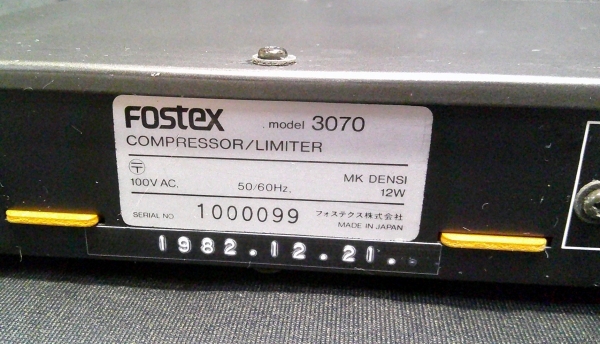 FOSTEX model 3070
COMPRESSOR/LIMITER
〒
100V AC, 50/60Hz, MK DENSI 12W
SERIAL NO 1000099 フォステクス株式会社
MADE IN JAPAN
1982.12.21.